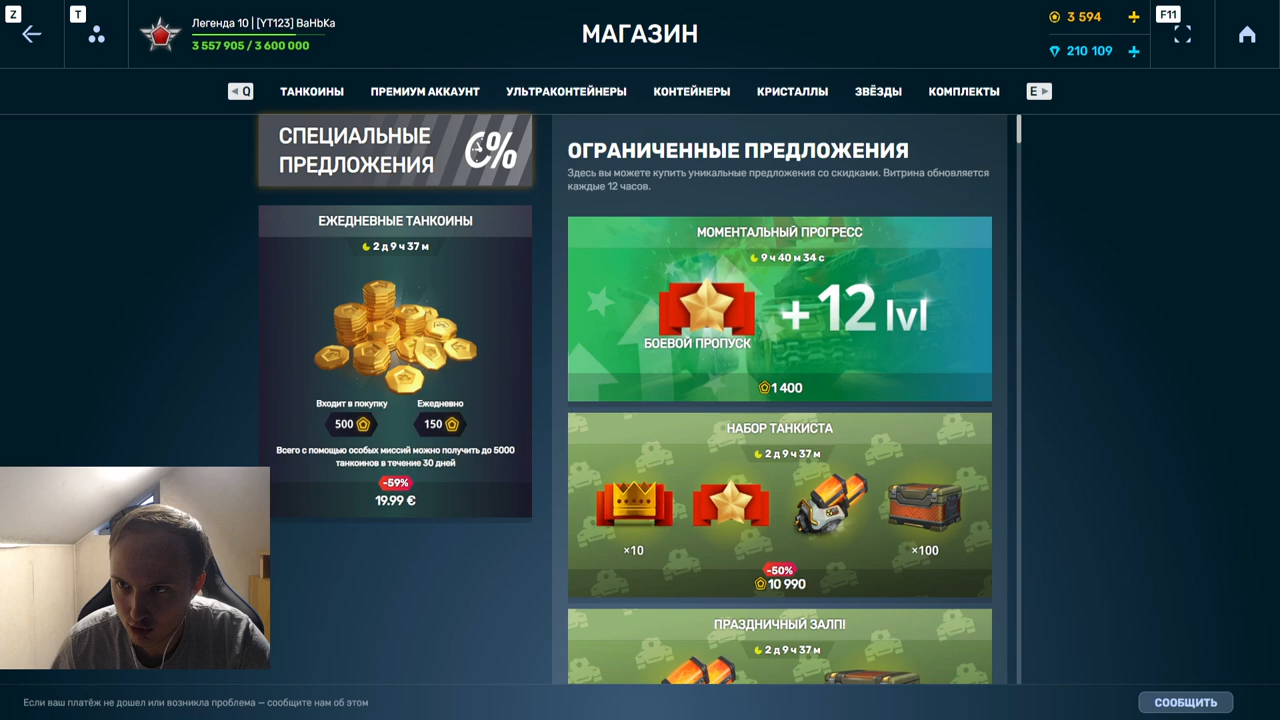 Z
T
Легенда 10 | [YT123] BaHbKa
3 557 905 / 3 600 000
МАГАЗИН
3 594
210 109
F11
Q
ТАНКОИНЫ
ПРЕМИУМ АККАУНТ
УЛЬТРАКОНТЕЙНЕРЫ
КОНТЕЙНЕРЫ
КРИСТАЛЛЫ
ЗВЁЗДЫ
КОМПЛЕКТЫ
E
СПЕЦИАЛЬНЫЕ
ПРЕДЛОЖЕНИЯ
%
ЕЖЕДНЕВНЫЕ ТАНКОИНЫ
2 д 9 ч 37 м
Входит в покупку
Ежедневно
500
150
Всего с помощью особых миссий можно получить до 5000
танкоинов в течение 30 дней
-59%
19.99 €
ОГРАНИЧЕННЫЕ ПРЕДЛОЖЕНИЯ
Здесь вы можете купить уникальные предложения со скидками. Витрина обновляется
каждые 12 часов.
МОМЕНТАЛЬНЫЙ ПРОГРЕСС
9 ч 40 м 34 с
+12 lvl
БОЕВОЙ ПРОПУСК
1 400
НАБОР ТАНКИСТА
2 д 9 ч 37 м
×10
×100
-50%
10 990
ПРАЗДНИЧНЫЙ ЗАЛП!
2 д 9 ч 37 м
Если ваш платёж не дошел или возникла проблема — сообщите нам об этом
СООБЩИТЬ